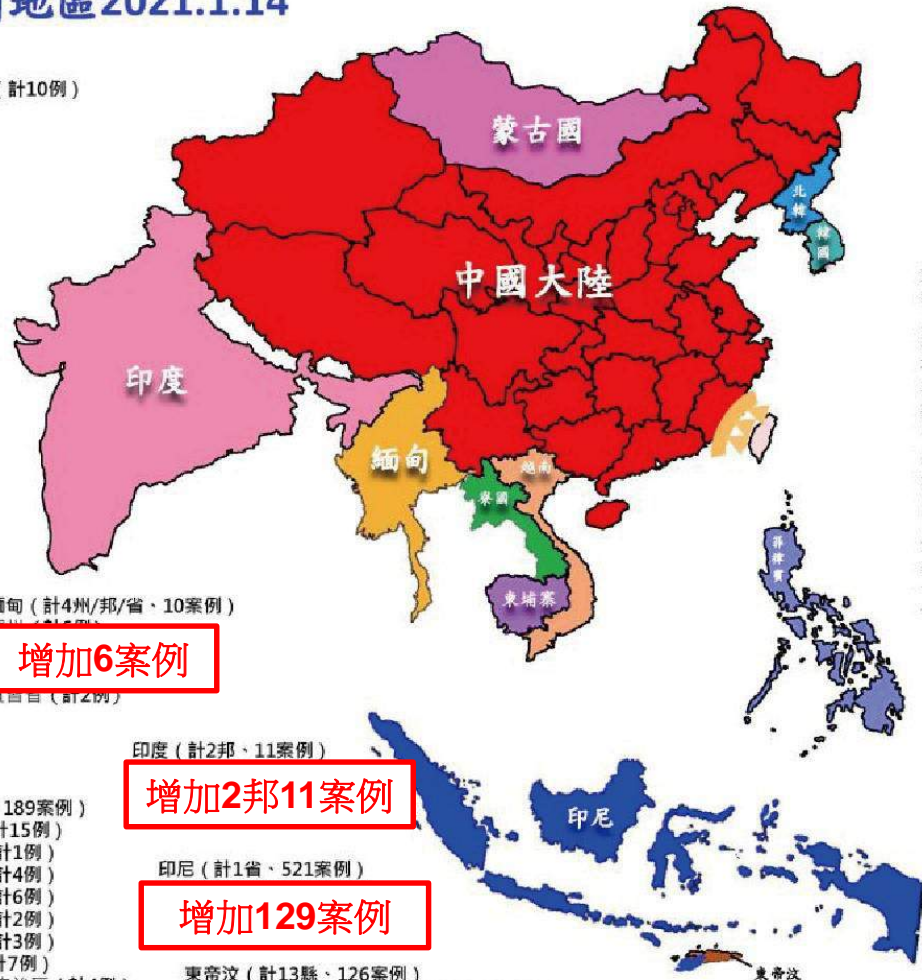 地區2021.1.14
計10例）
蒙古國
北韓
韓國
中國大陸
印度
緬甸
越南
寮國
菲律賓
柬埔寨
甸（計4州/邦/省、10案例）
增加6案例
（計2例）
印度（計2邦、11案例）
增加2邦11案例
189案例）
計15例）
計1例）
計4例）
計6例）
計2例）
計3例）
計7例）
印尼
印尼（計1省、521案例）
增加129案例
東帝汶（計13縣、126案例）
東帝汶